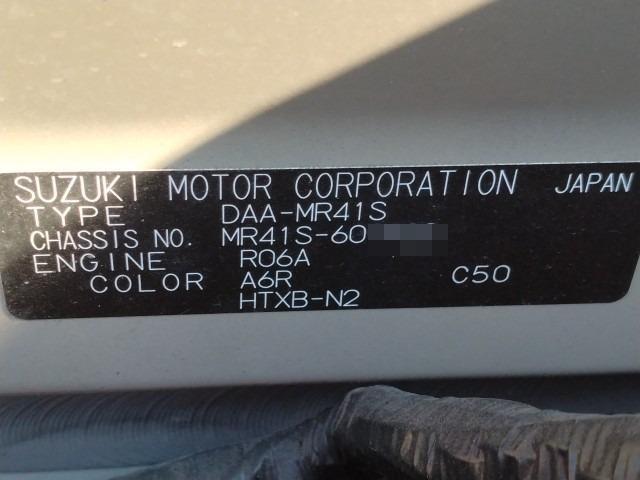 SUZUKI MOTOR CORPORATION JAPAN
TYPE DAA-MR41S
CHASSIS NO. MR41S-60
ENGINE R06A
COLOR A6R C50
HTXB-N2